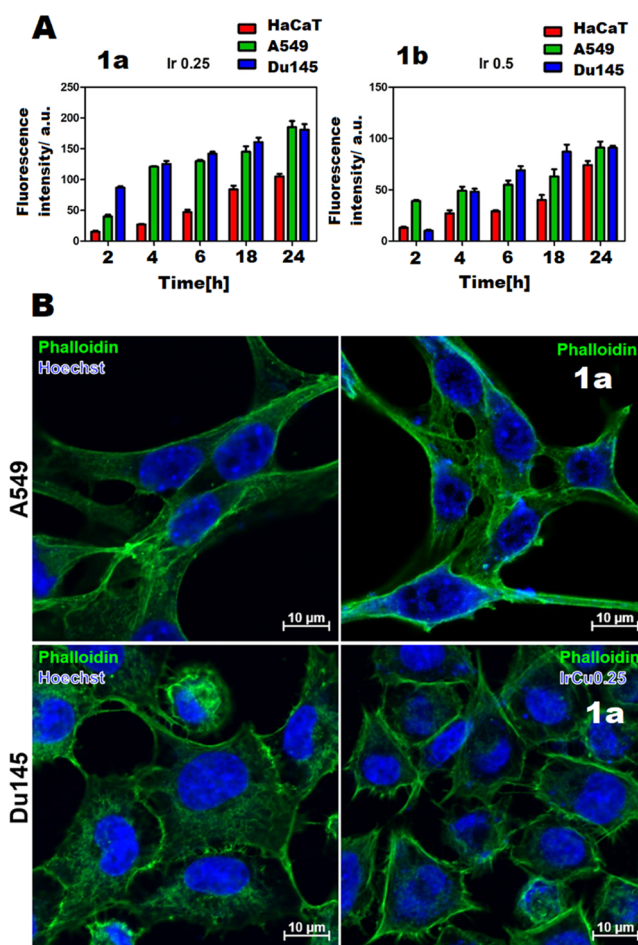 A
1a
Ir 0.25
HaCaT
A549
Du145
Fluorescence
intensity/ a.u.
250
200
150
100
50
0
2 4 6 18 24
Time[h]
1b
Ir 0.5
HaCaT
A549
Du145
Fluorescence
intensity/ a.u.
150
100
50
0
2 4 6 18 24
Time[h]
B
A549
Phalloidin
Hoechst
10 µm
Phalloidin
1a
10 µm
Du145
Phalloidin
Hoechst
10 µm
Phalloidin
IrCu0.25
1a
10 µm